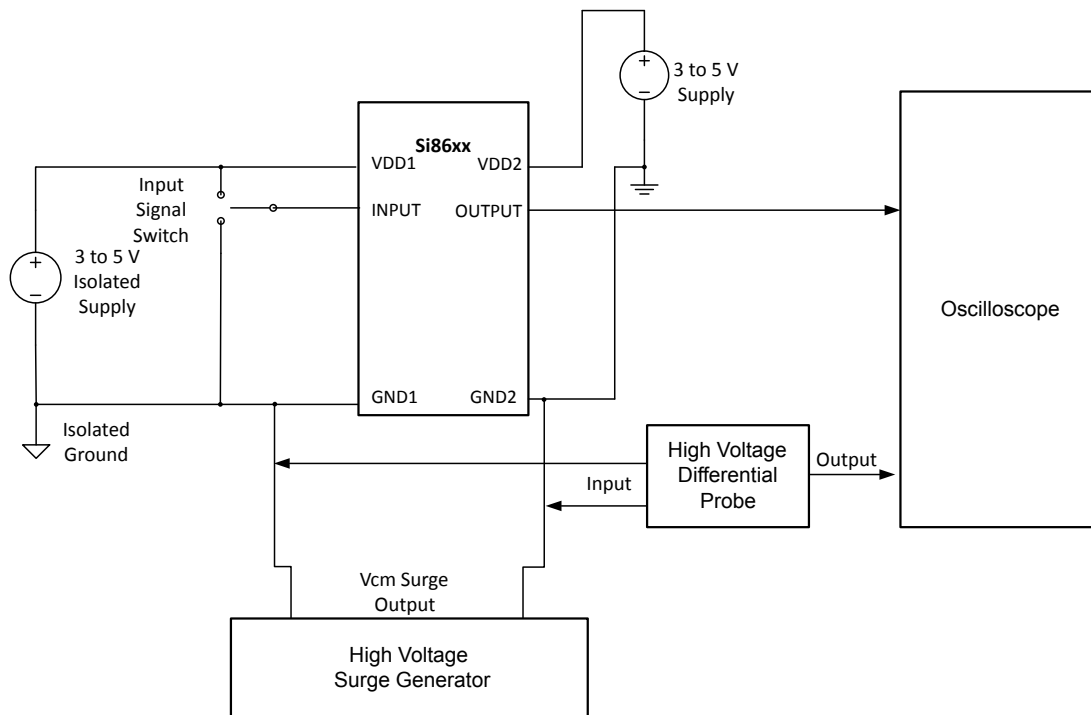 3 to 5 V
Supply
Si86xx
VDD1
VDD2
Input
Signal
Switch
INPUT
OUTPUT
3 to 5 V
Isolated
Supply
+
−
+
−
Oscilloscope
GND1
GND2
Isolated
Ground
High Voltage
Differential
Probe
Input
Output
Vcm Surge
Output
High Voltage
Surge Generator